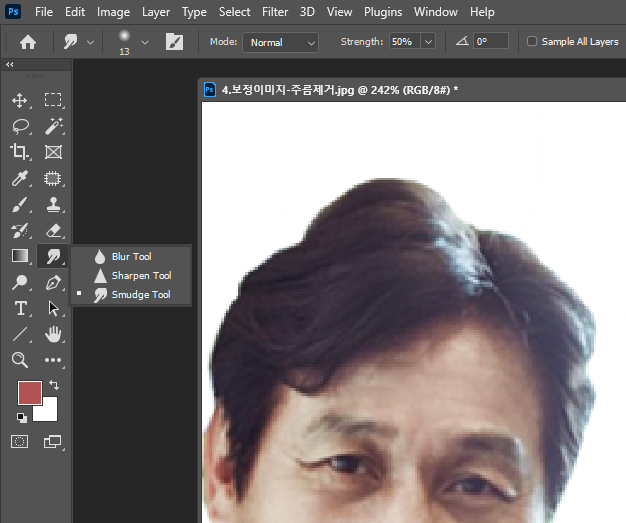 Ps File Edit Image Layer Type Select Filter 3D View Plugins Window Help
13 Mode: Normal Strength: 50% 0° Sample All Layers
Ps 4.보정이미지-주름제거.jpg @ 242% (RGB/8#) *
Blur Tool
Sharpen Tool
Smudge Tool
T